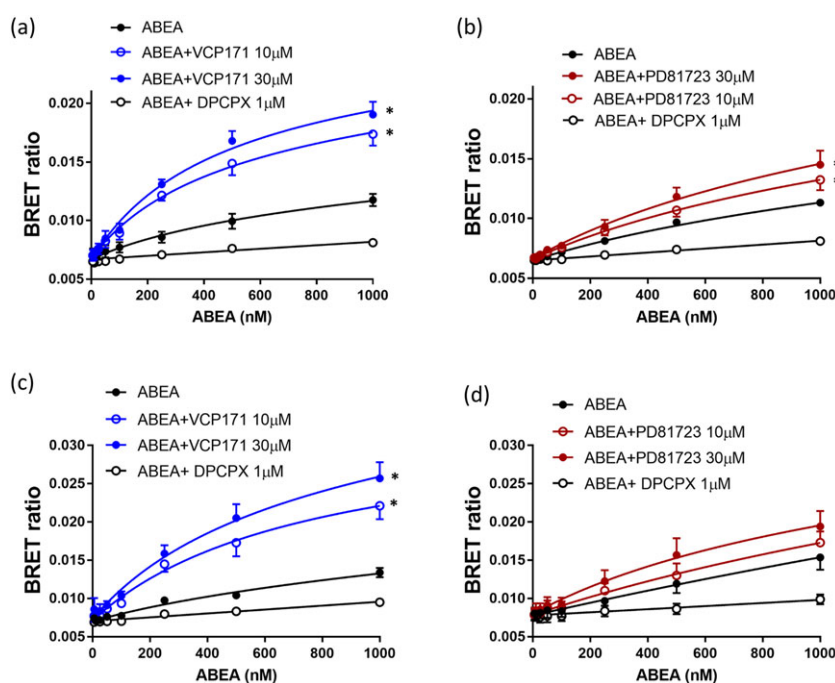 (a)
ABEA
ABEA+VCP171 10μM
ABEA+VCP171 30μM
ABEA+ DPCPX 1μM
BRET ratio
0.020
0.015
0.010
0.005
*
*
0 200 400 600 800 1000
ABEA (nM)
(b)
ABEA
ABEA+PD81723 30μM
ABEA+PD81723 10μM
ABEA+ DPCPX 1μM
BRET ratio
0.020
0.015
0.010
0.005
0 200 400 600 800 1000
ABEA (nM)
(c)
ABEA
ABEA+VCP171 10μM
ABEA+VCP171 30μM
ABEA+ DPCPX 1μM
BRET ratio
0.030
0.025
0.020
0.015
0.010
0.005
*
*
0 200 400 600 800 1000
ABEA (nM)
(d)
ABEA
ABEA+PD81723 10μM
ABEA+PD81723 30μM
ABEA+ DPCPX 1μM
BRET ratio
0.030
0.025
0.020
0.015
0.010
0.005
0 200 400 600 800 1000
ABEA (nM)